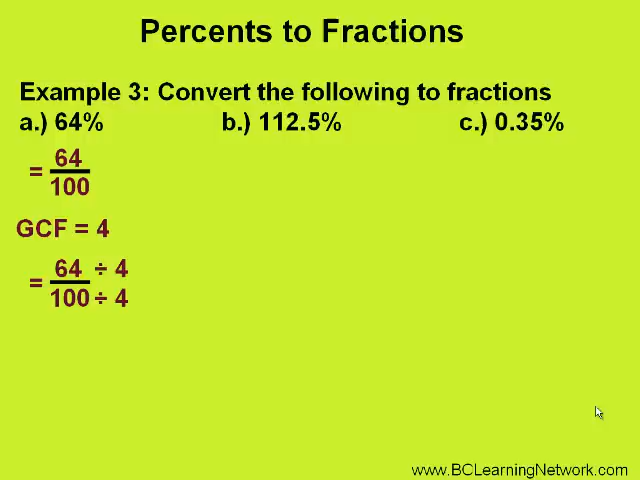 Percents to Fractions
Example 3: Convert the following to fractions
a.) 64% b.) 112.5% c.) 0.35%
= 64
100
GCF = 4
= 64 ÷ 4
100 ÷ 4
www.BCLearningNetwork.com